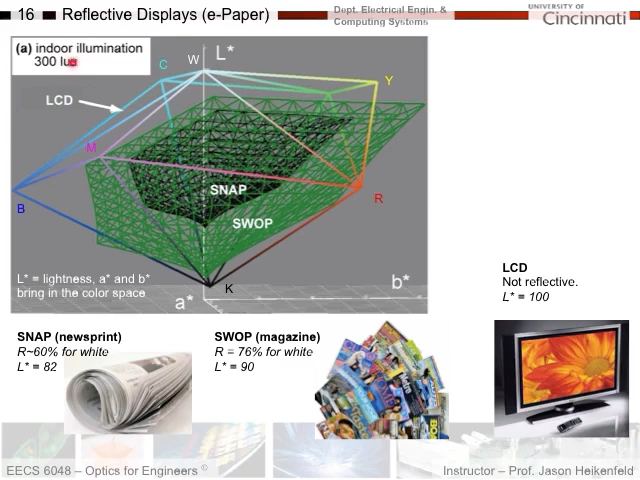 16
Reflective Displays (e-Paper)
Dept. Electrical Engin. &
Computing Systems
UNIVERSITY OF
Cincinnati
(a) indoor illumination
300 lux
L*
C
W
Y
LCD
M
SNAP
R
B
SWOP
L* = lightness, a* and b*
bring in the color space
K
b*
a*
LCD
Not reflective.
L* = 100
SNAP (newsprint)
R~60% for white
L* = 82
SWOP (magazine)
R = 76% for white
L* = 90
EECS 6048 – Optics for Engineers ©
Instructor – Prof. Jason Heikenfeld